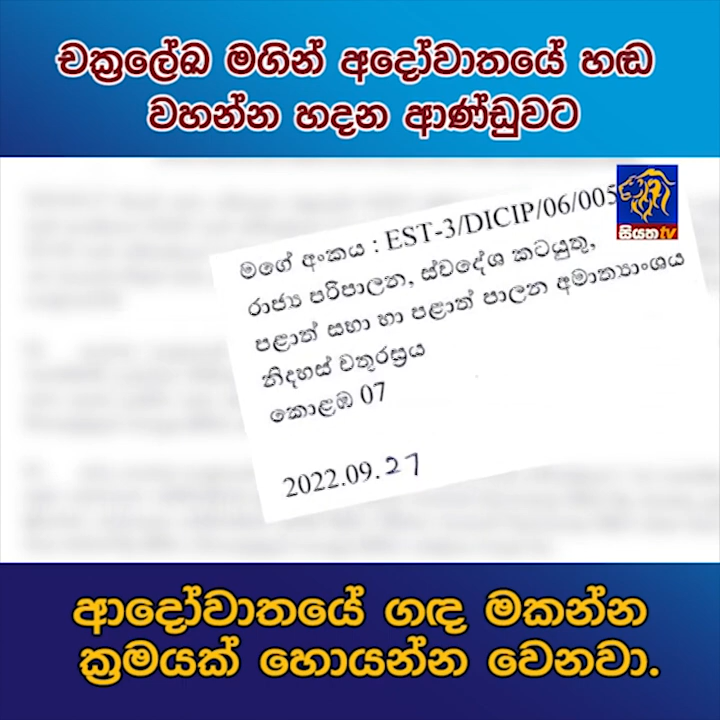 චක්‍රලේඛ මගින් අදෝවාතයේ හඬ
වහන්න හදන ආණ්ඩුවට
සියත tv
මගේ අංකය : EST-3/DICIP/06/005
රාජ්‍ය පරිපාලන, ස්වදේශ කටයුතු,
පළාත් සභා හා පළාත් පාලන අමාත්‍යාංශය
නිදහස් චතුරස්‍රය
කොළඹ 07
2022.09.27
ආදෝවාතයේ ගඳ මකන්න
ක්‍රමයක් හොයන්න වෙනවා.